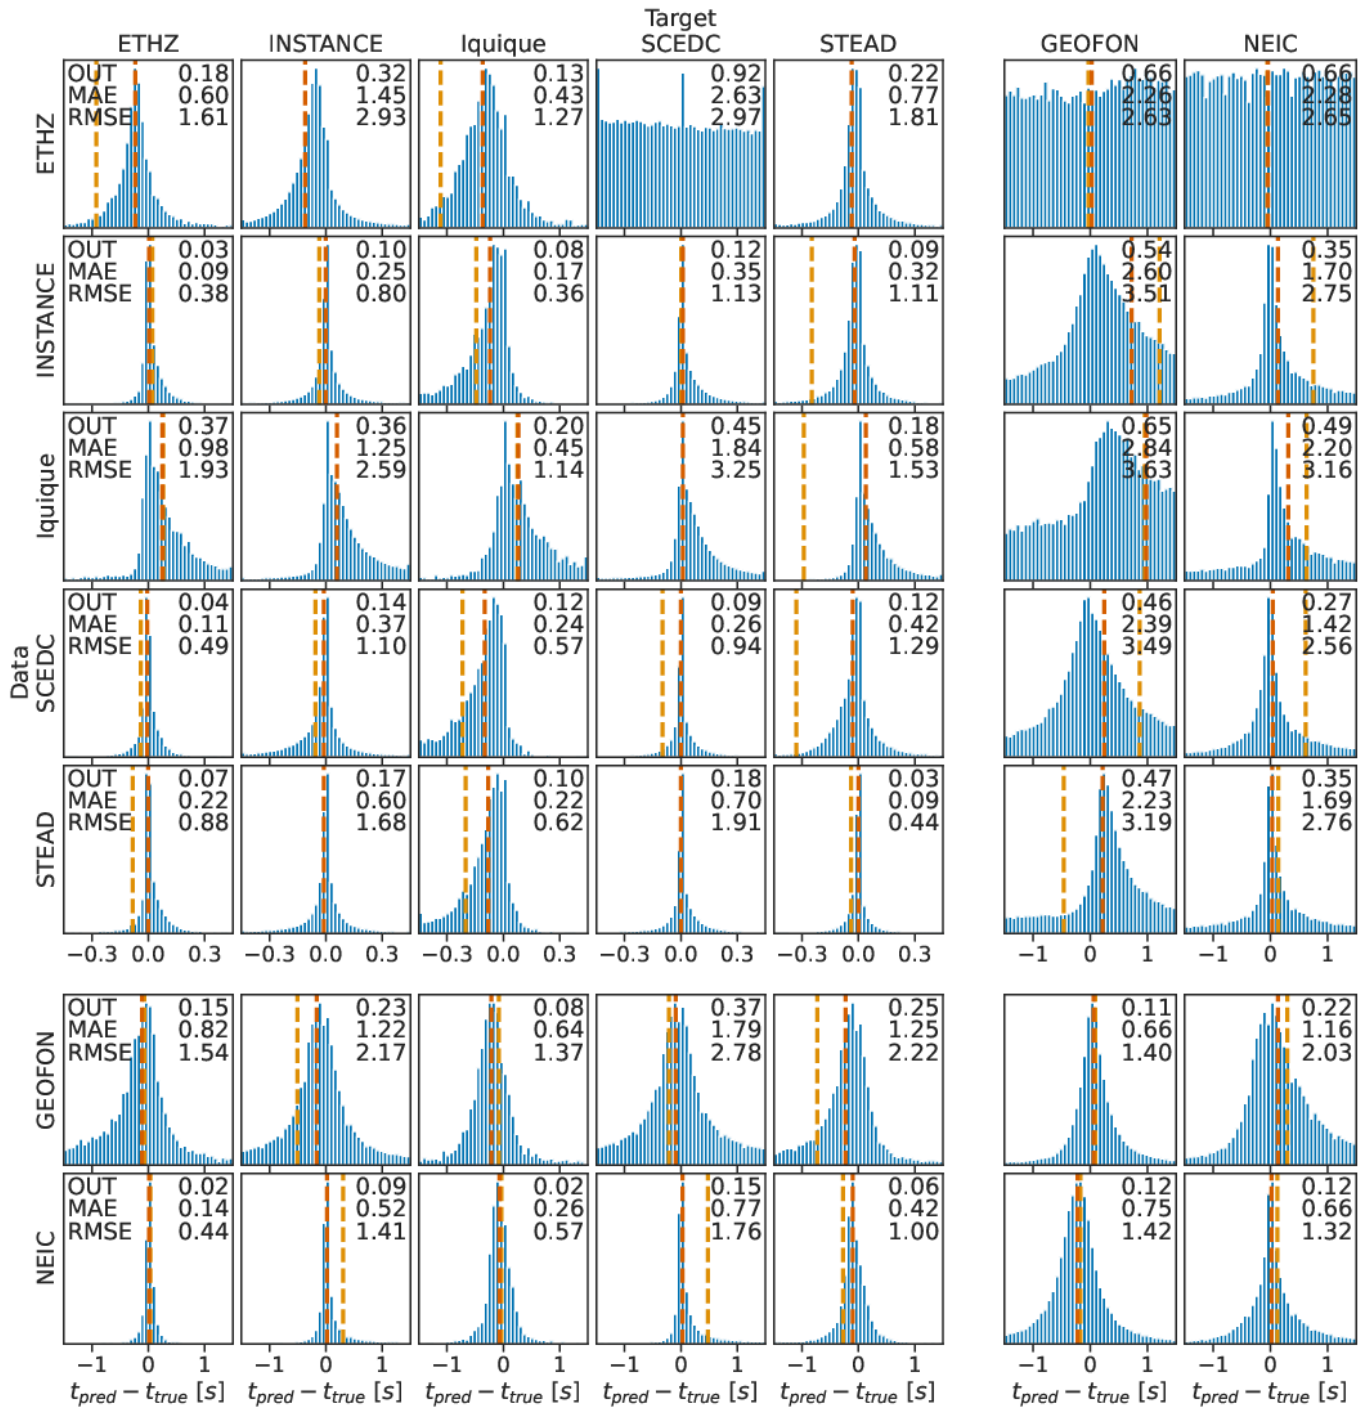 Target
ETHZ INSTANCE Iquique SCEDC STEAD GEOFON NEIC
ETHZ
OUT 0.18 0.32 0.13 0.92 0.22 0.66 0.66
MAE 0.60 1.45 0.43 2.63 0.77 2.26 2.28
RMSE 1.61 2.93 1.27 2.97 1.81 2.63 2.65
INSTANCE
OUT 0.03 0.10 0.08 0.12 0.09 0.54 0.35
MAE 0.09 0.25 0.17 0.35 0.32 2.60 1.70
RMSE 0.38 0.80 0.36 1.13 1.11 3.51 2.75
Iquique
OUT 0.37 0.36 0.20 0.45 0.18 0.65 0.49
MAE 0.98 1.25 0.45 1.84 0.58 2.84 2.20
RMSE 1.93 2.59 1.14 3.25 1.53 3.63 3.16
Data
SCEDC
OUT 0.04 0.14 0.12 0.09 0.12 0.46 0.27
MAE 0.11 0.37 0.24 0.26 0.42 2.39 1.42
RMSE 0.49 1.10 0.57 0.94 1.29 3.49 2.56
STEAD
OUT 0.07 0.17 0.10 0.18 0.03 0.47 0.35
MAE 0.22 0.60 0.22 0.70 0.09 2.23 1.69
RMSE 0.88 1.68 0.62 1.91 0.44 3.19 2.76
−0.3 0.0 0.3 −0.3 0.0 0.3 −0.3 0.0 0.3 −0.3 0.0 0.3 −0.3 0.0 0.3 −1 0 1 −1 0 1
GEOFON
OUT 0.15 0.23 0.08 0.37 0.25 0.11 0.22
MAE 0.82 1.22 0.64 1.79 1.25 0.66 1.16
RMSE 1.54 2.17 1.37 2.78 2.22 1.40 2.03
NEIC
OUT 0.02 0.09 0.02 0.15 0.06 0.12 0.12
MAE 0.14 0.52 0.26 0.77 0.42 0.75 0.66
RMSE 0.44 1.41 0.57 1.76 1.00 1.42 1.32
−1 0 1 −1 0 1 −1 0 1 −1 0 1 −1 0 1 −1 0 1 −1 0 1
t_pred − t_true [s] t_pred − t_true [s] t_pred − t_true [s] t_pred − t_true [s] t_pred − t_true [s] t_pred − t_true [s] t_pred − t_true [s]